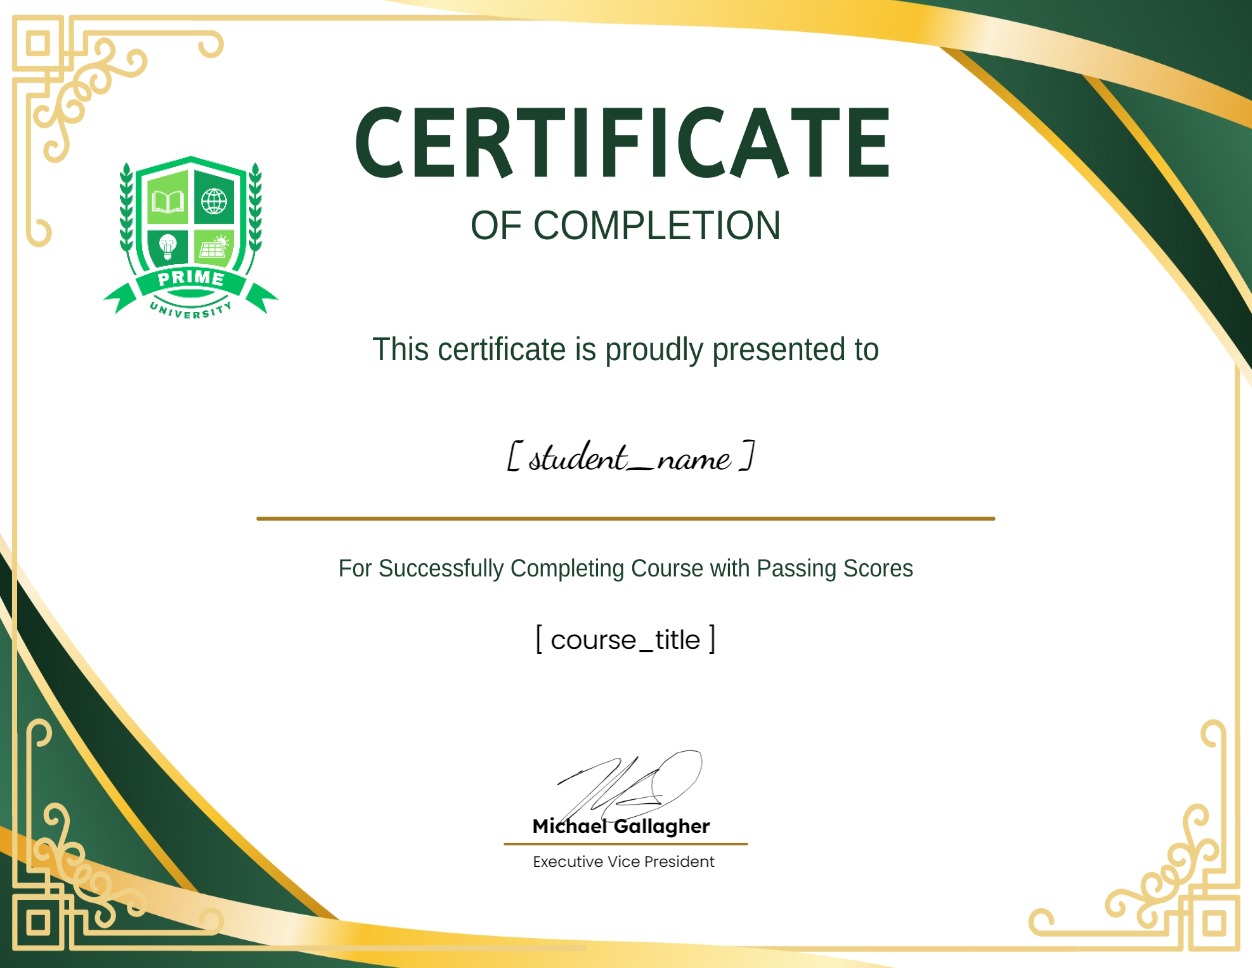 CERTIFICATE
OF COMPLETION
PRIME
UNIVERSITY
This certificate is proudly presented to
[ student_name ]
For Successfully Completing Course with Passing Scores
[ course_title ]
Michael Gallagher
Executive Vice President